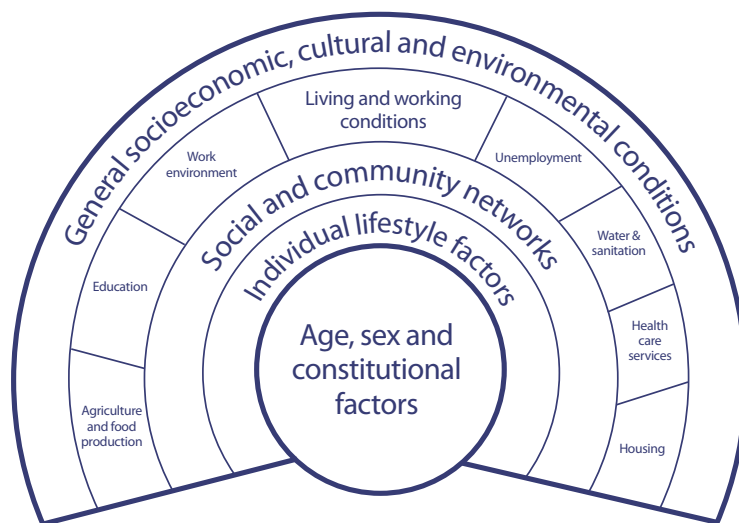 General socioeconomic, cultural and environmental conditions
Living and working
conditions
Work
environment
Unemployment
Education
Water &
sanitation
Agriculture
and food
production
Health
care
services
Housing
Social and community networks
Individual lifestyle factors
Age, sex and
constitutional
factors